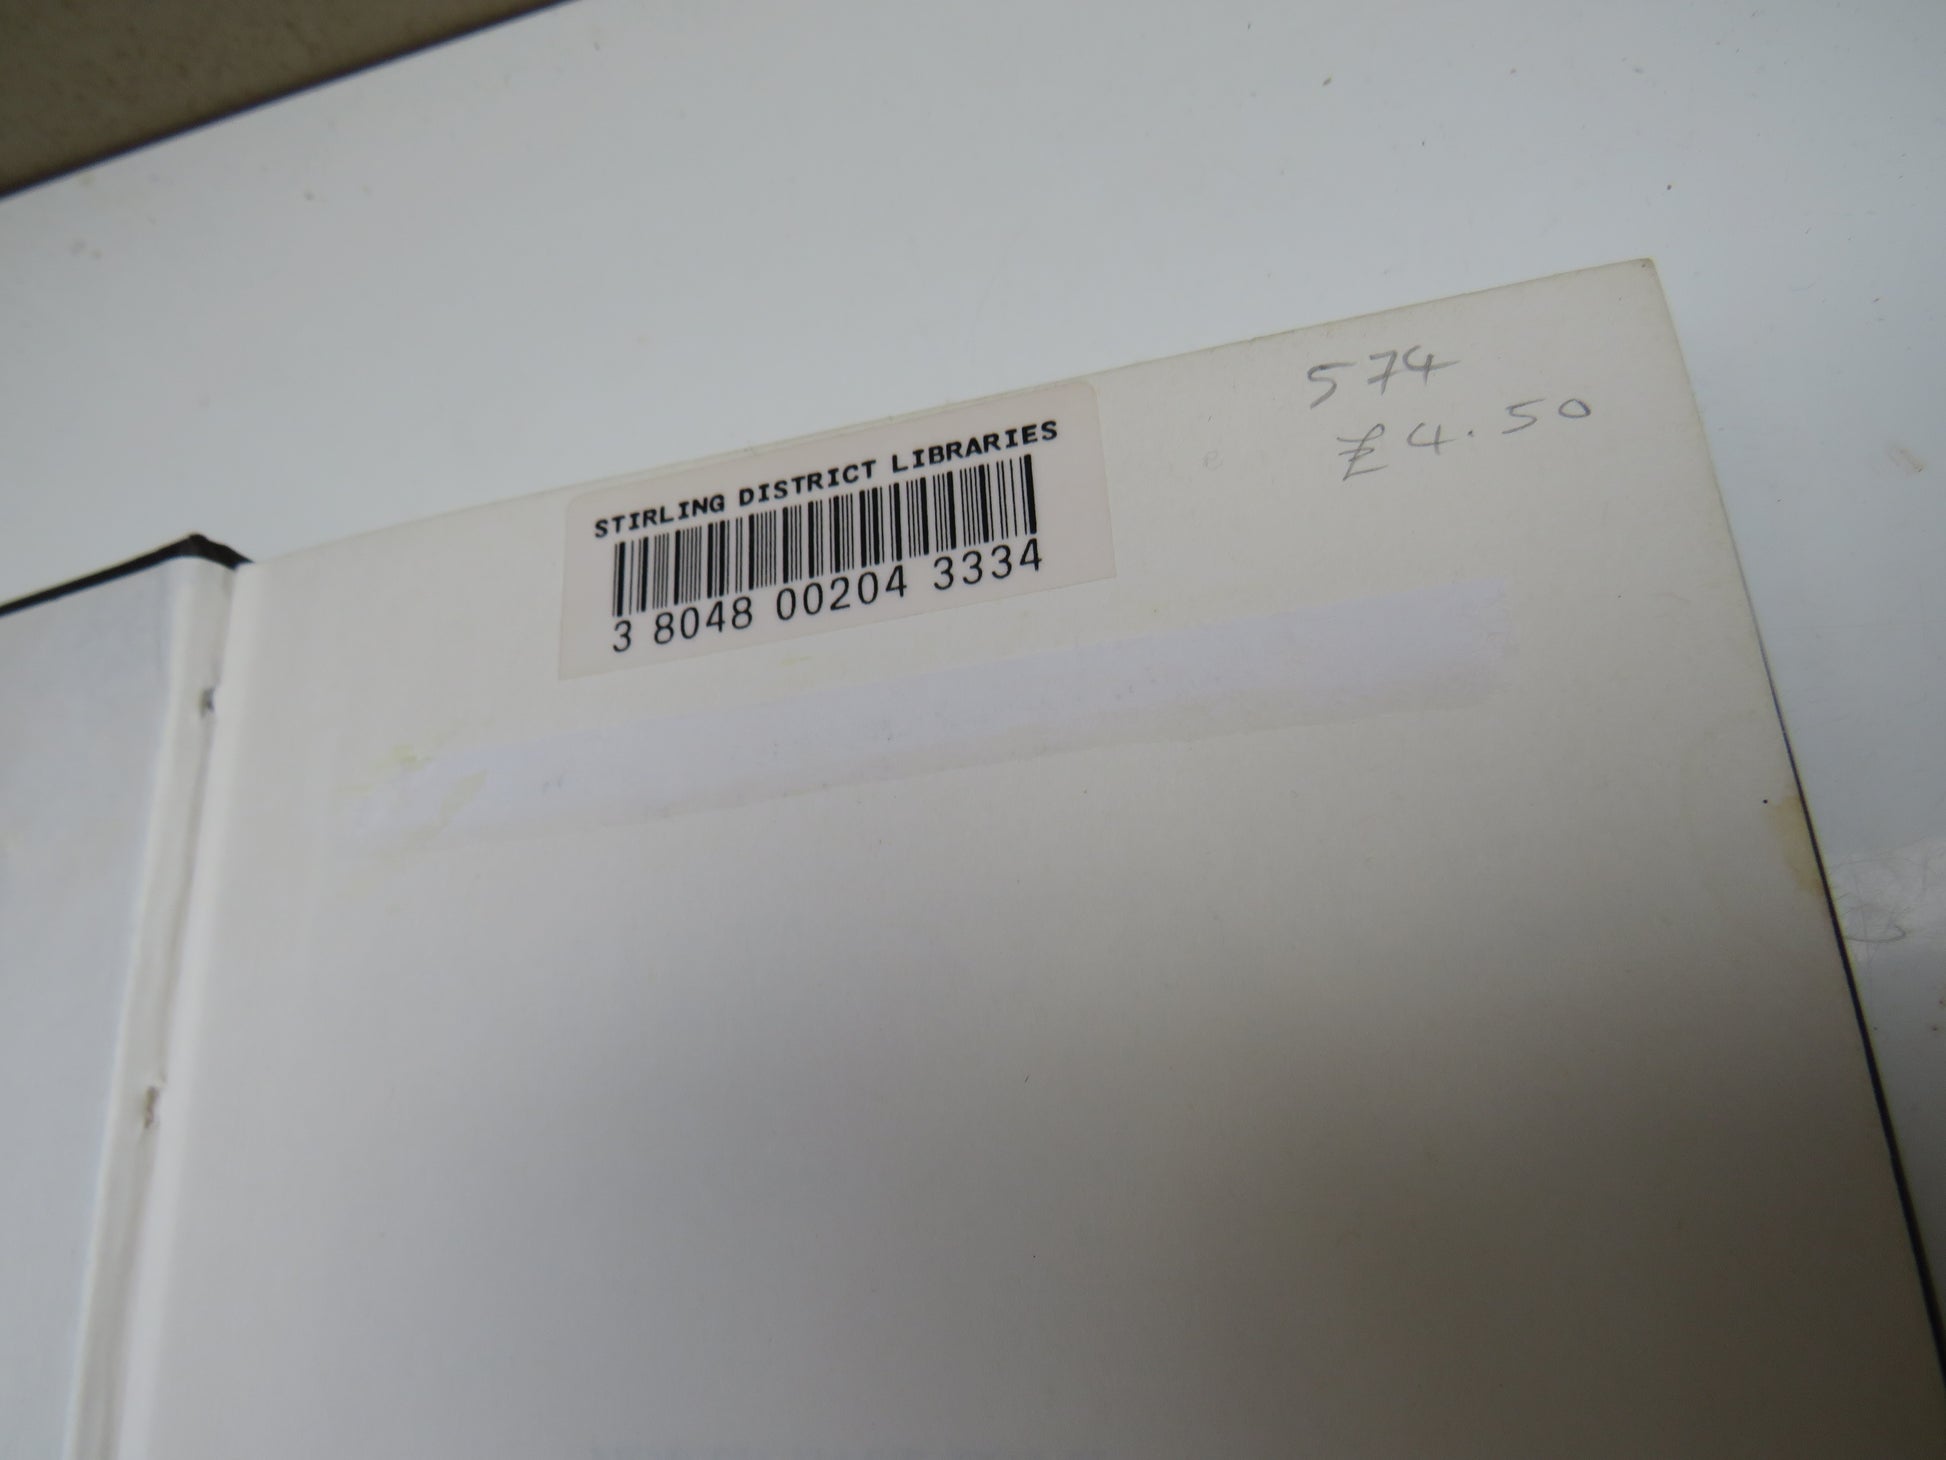 574
£4.50
STIRLING DISTRICT LIBRARIES
3 8048 00204 3334